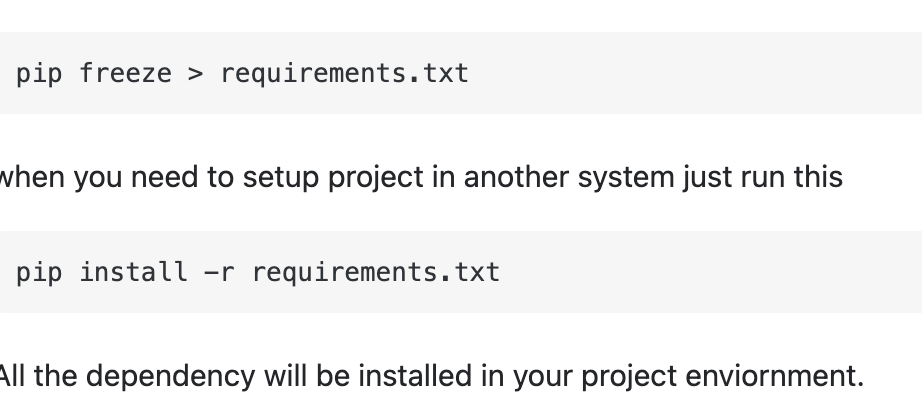 pip freeze > requirements.txt
when you need to setup project in another system just run this
pip install -r requirements.txt
All the dependency will be installed in your project enviornment.